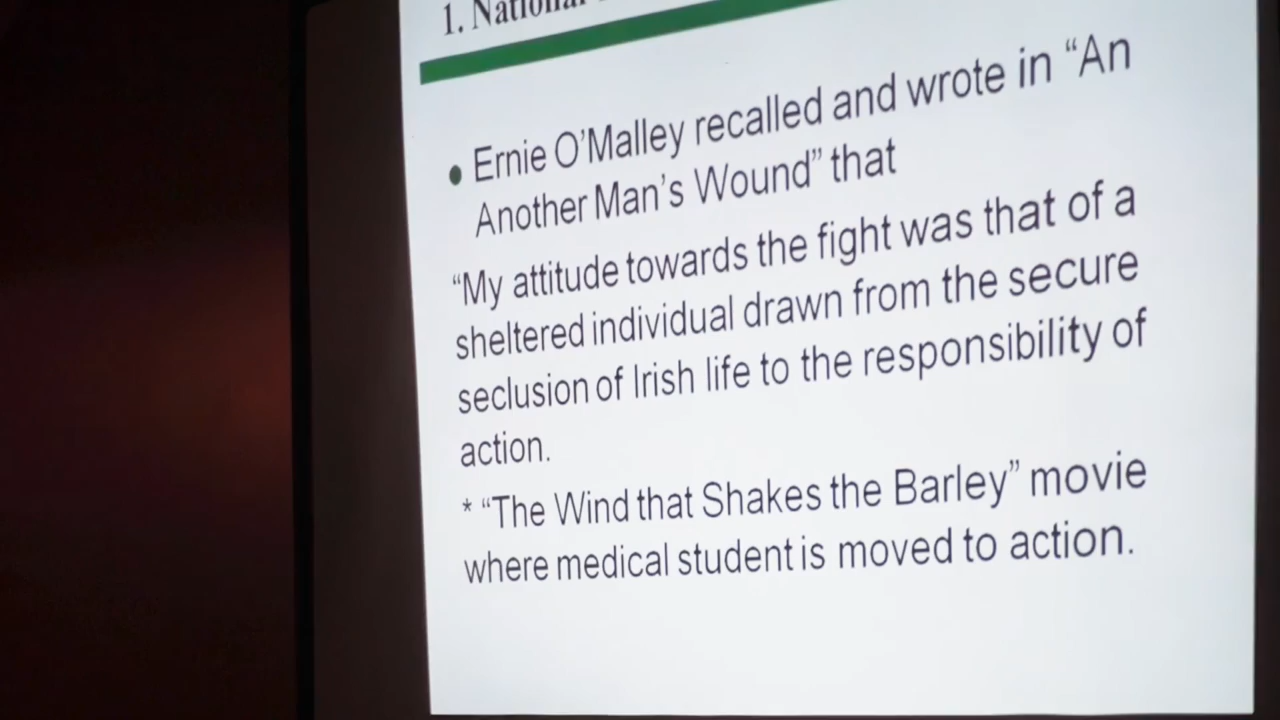 1. National
• Ernie O’Malley recalled and wrote in “An
Another Man’s Wound” that
“My attitude towards the fight was that of a
sheltered individual drawn from the secure
seclusion of Irish life to the responsibility of
action.
* “The Wind that Shakes the Barley” movie
where medical student is moved to action.